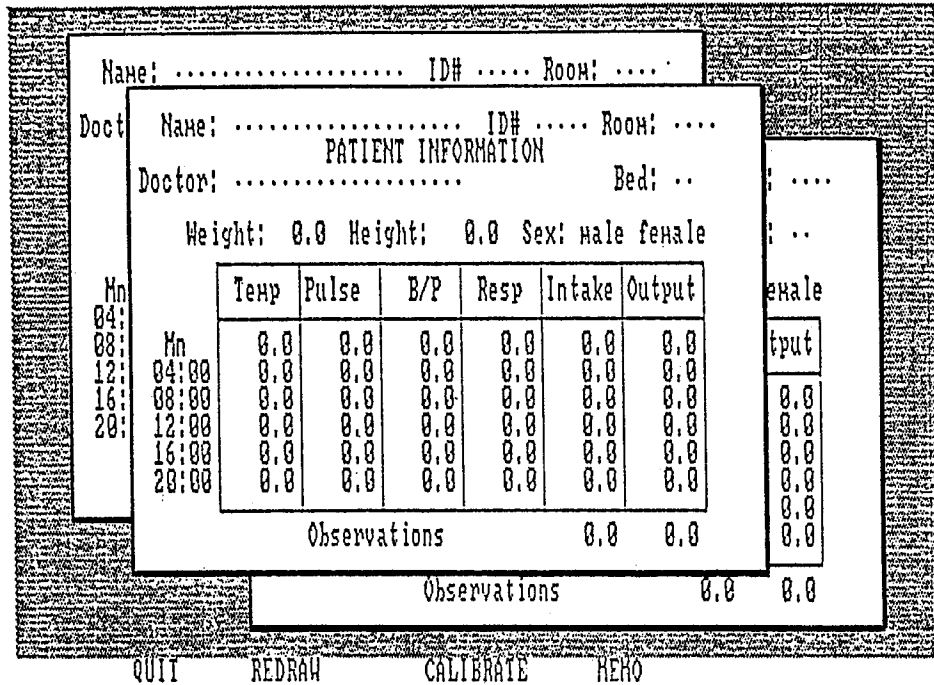 Name: .................... ID# ..... Room: ....
Doct
Mn
04:
08:
12:
16:
20:
Name: .................... ID# ..... Room: ....
PATIENT INFORMATION
Doctor: .................... Bed: ..
Weight: 0.0 Height: 0.0 Sex: male female
Temp Pulse B/P Resp Intake Output
Mn 0.0 0.0 0.0 0.0 0.0 0.0
04:00 0.0 0.0 0.0 0.0 0.0 0.0
08:00 0.0 0.0 0.0 0.0 0.0 0.0
12:00 0.0 0.0 0.0 0.0 0.0 0.0
16:00 0.0 0.0 0.0 0.0 0.0 0.0
20:00 0.0 0.0 0.0 0.0 0.0 0.0
Observations 0.0 0.0
: ....
: ..
emale
tput
0.0
0.0
0.0
0.0
0.0
0.0
Observations 0.0 0.0
QUIT REDRAW CALIBRATE MEMO